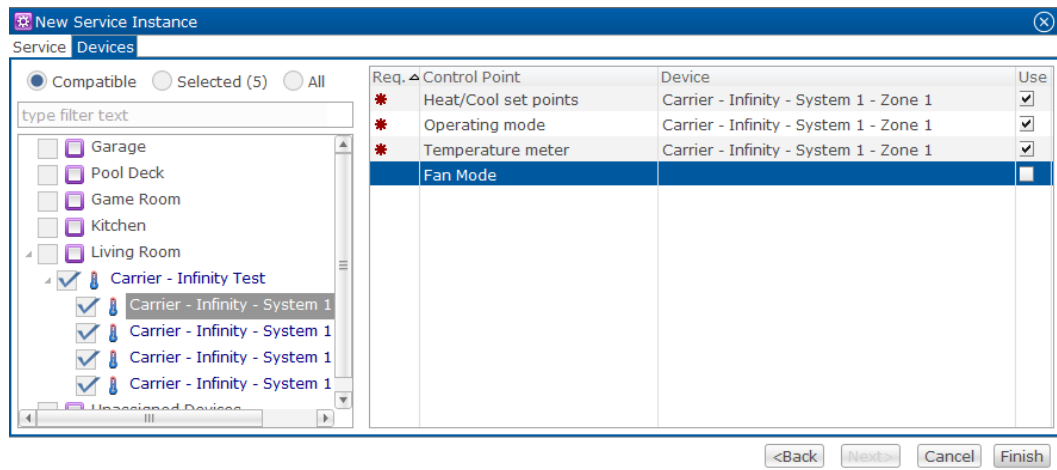 New Service Instance
Service Devices
Compatible Selected (5) All
type filter text
Garage
Pool Deck
Game Room
Kitchen
Living Room
Carrier - Infinity Test
Carrier - Infinity - System 1
Carrier - Infinity - System 1
Carrier - Infinity - System 1
Carrier - Infinity - System 1
Unassigned Devices
Req. Control Point Device Use
Heat/Cool set points Carrier - Infinity - System 1 - Zone 1
Operating mode Carrier - Infinity - System 1 - Zone 1
Temperature meter Carrier - Infinity - System 1 - Zone 1
Fan Mode
<Back Next> Cancel Finish